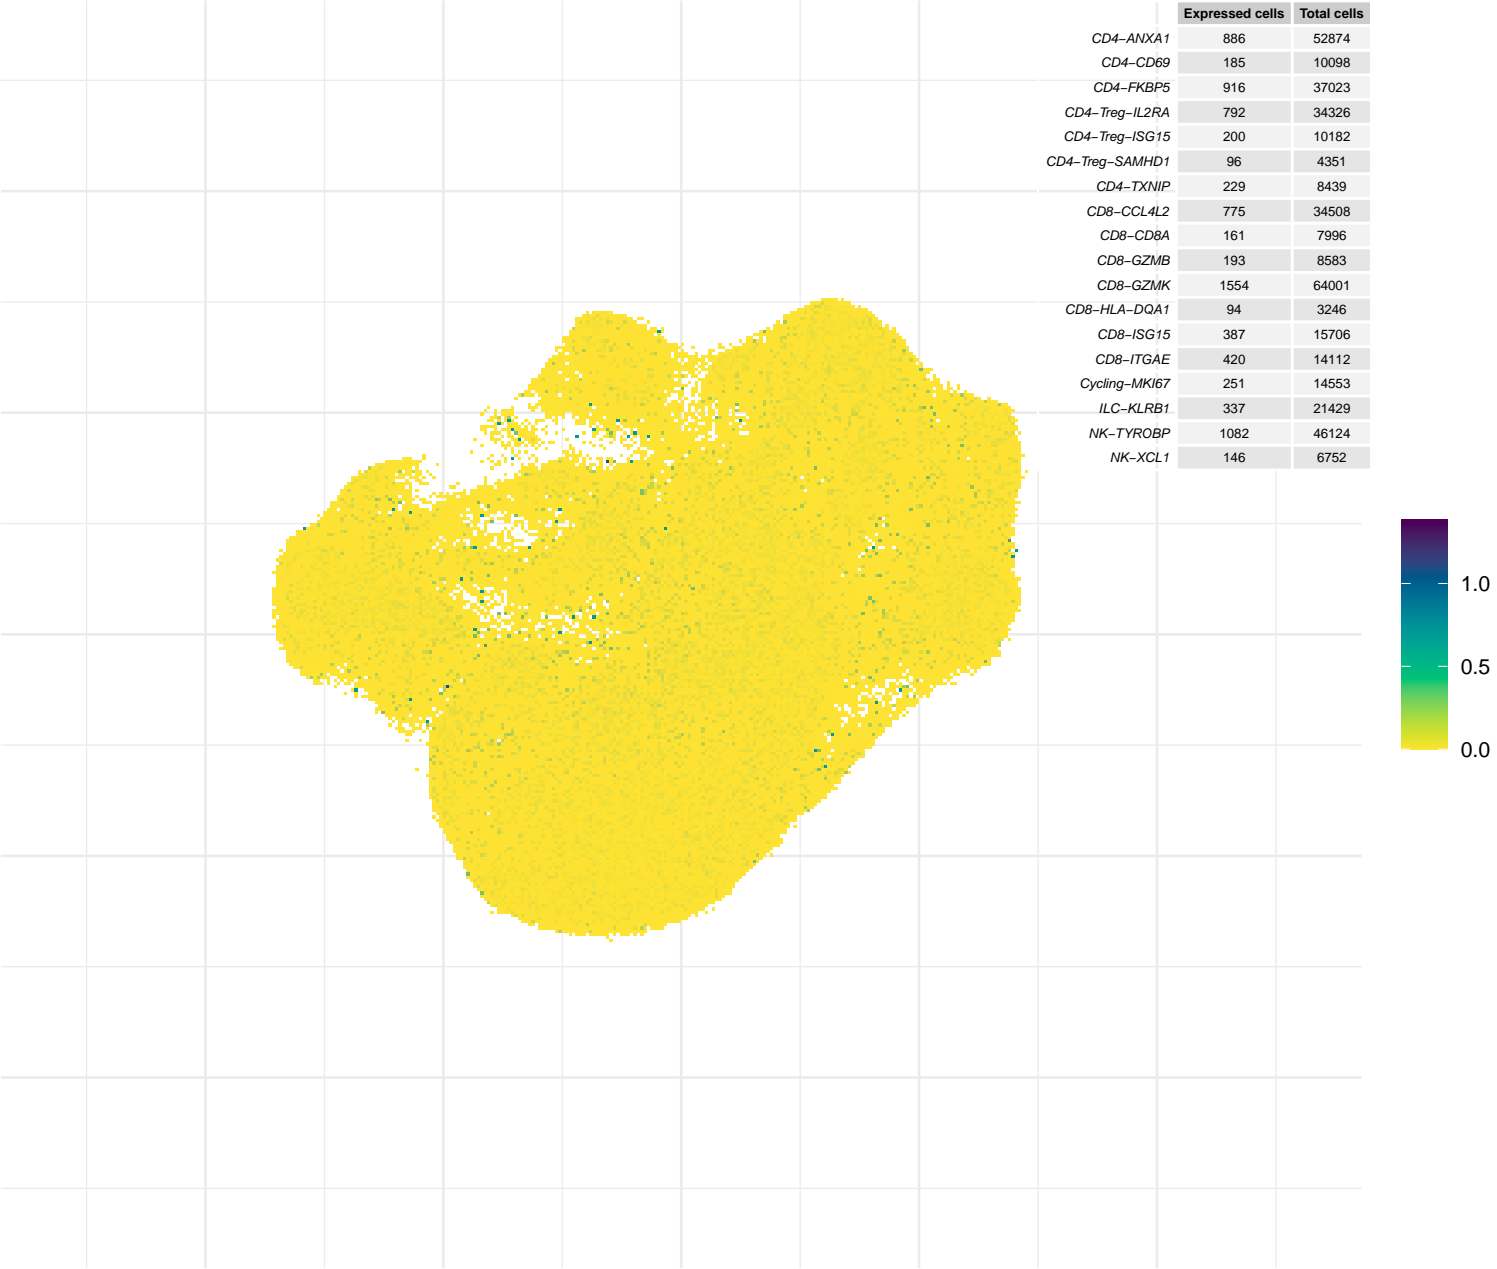 Expressed cells Total cells
CD4−ANXA1 886 52874
CD4−CD69 185 10098
CD4−FKBP5 916 37023
CD4−Treg−IL2RA 792 34326
CD4−Treg−ISG15 200 10182
CD4−Treg−SAMHD1 96 4351
CD4−TXNIP 229 8439
CD8−CCL4L2 775 34508
CD8−CD8A 161 7996
CD8−GZMB 193 8583
CD8−GZMK 1554 64001
CD8−HLA−DQA1 94 3246
CD8−ISG15 387 15706
CD8−ITGAE 420 14112
Cycling−MKI67 251 14553
ILC−KLRB1 337 21429
NK−TYROBP 1082 46124
NK−XCL1 146 6752
1.0
0.5
0.0